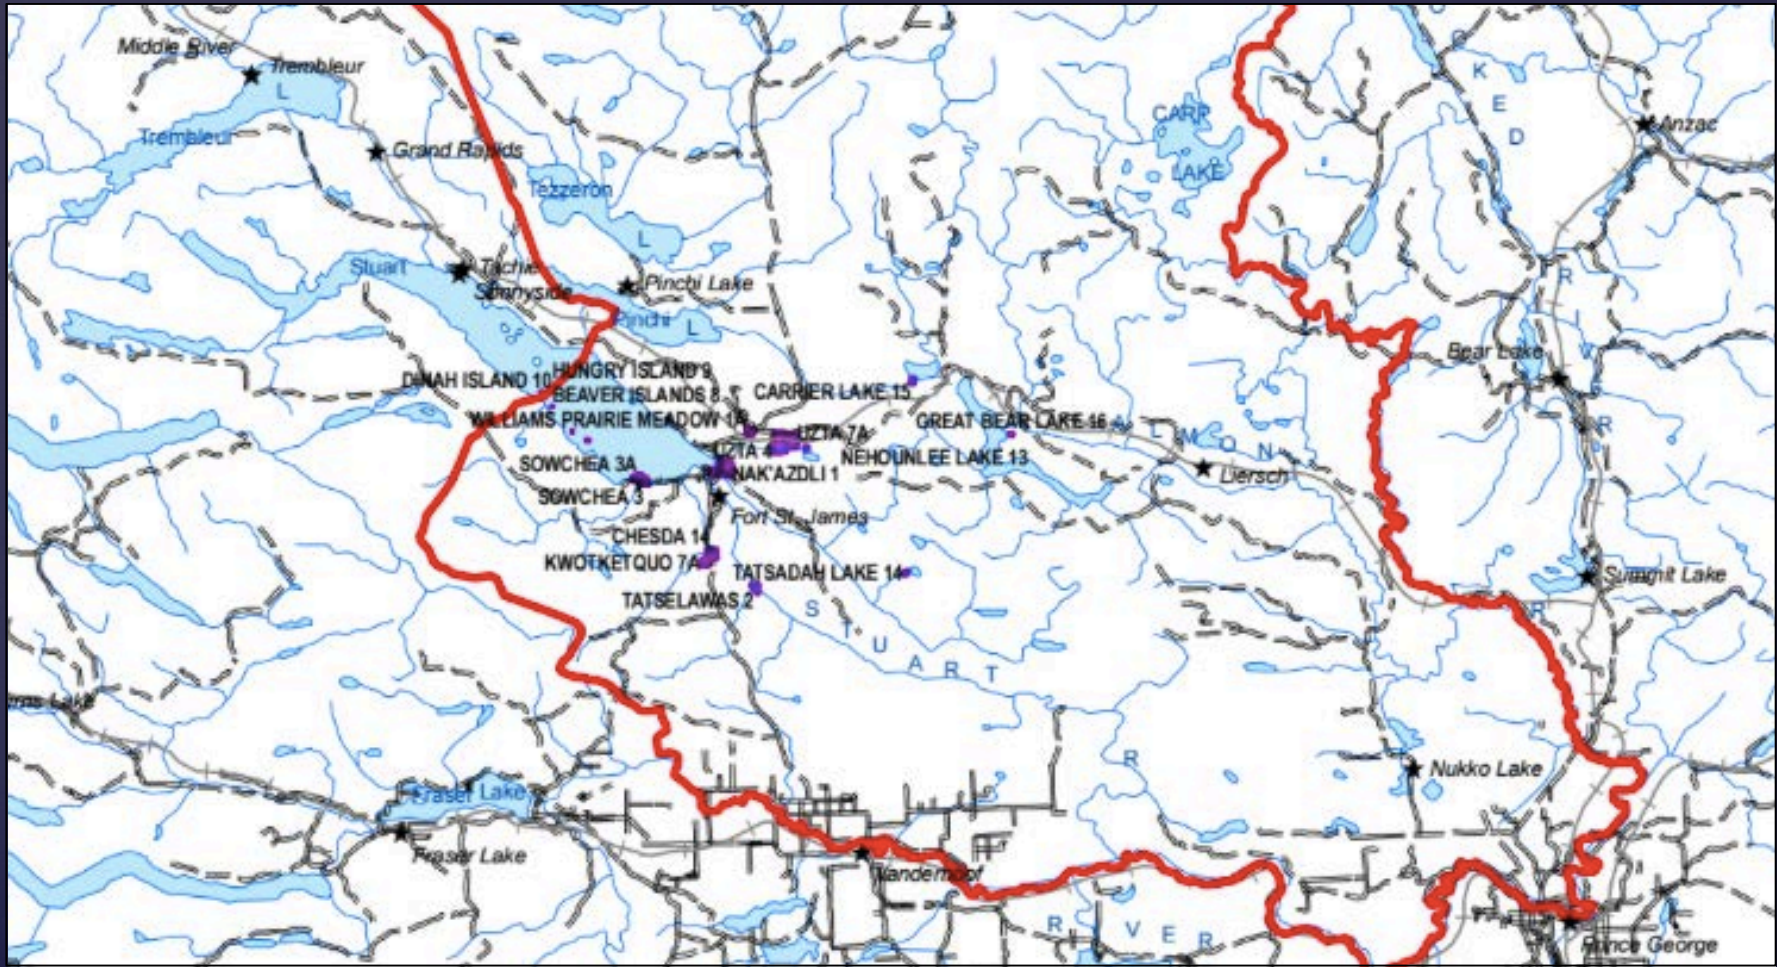 Middle River
Trembleur
L
Trembleur
Grand Rapids
Tezzeron
L
CARP
LAKE
K
E
D
Anzac
Stuart
Tachie
Sunnyside
Pinchi Lake
Pinchi L
R
I
V
R
Bear Lake
DINAH ISLAND 10
HUNGRY ISLAND 9
BEAVER ISLANDS 8
CARRIER LAKE 15
WILLIAMS PRAIRIE MEADOW 1A
GREAT BEAR LAKE 16
A L M O N
UZTA 7A
UZTA 4
NEHOUNLEE LAKE 13
SOWCHEA 3A
NAK'AZDLI 1
Liersch
SOWCHEA 3
Fort St. James
CHESDA 14
KWOTKETQUO 7A
TATSADAH LAKE 14
TATSELAWAS 2
Summit Lake
R
S T U A R T
R
Nukko Lake
Fraser Lake
Fraser Lake
Vanderhoof
R
V E R
Prince George